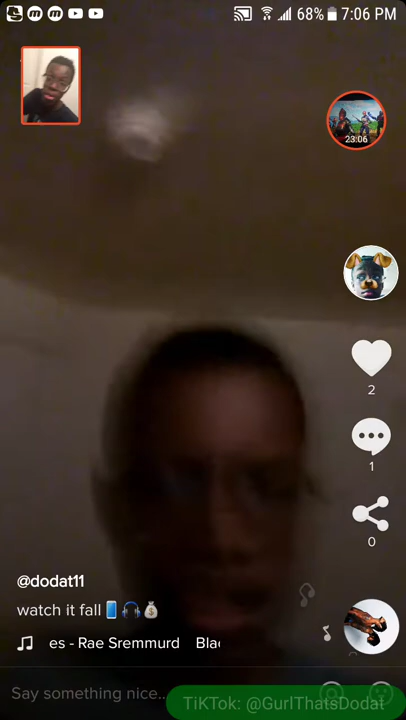 68% 7:06 PM
23:06
2
1
0
@dodat11
watch it fall
es - Rae Sremmurd Blac
Say something nice..
TikTok: @GurlThatsDodat